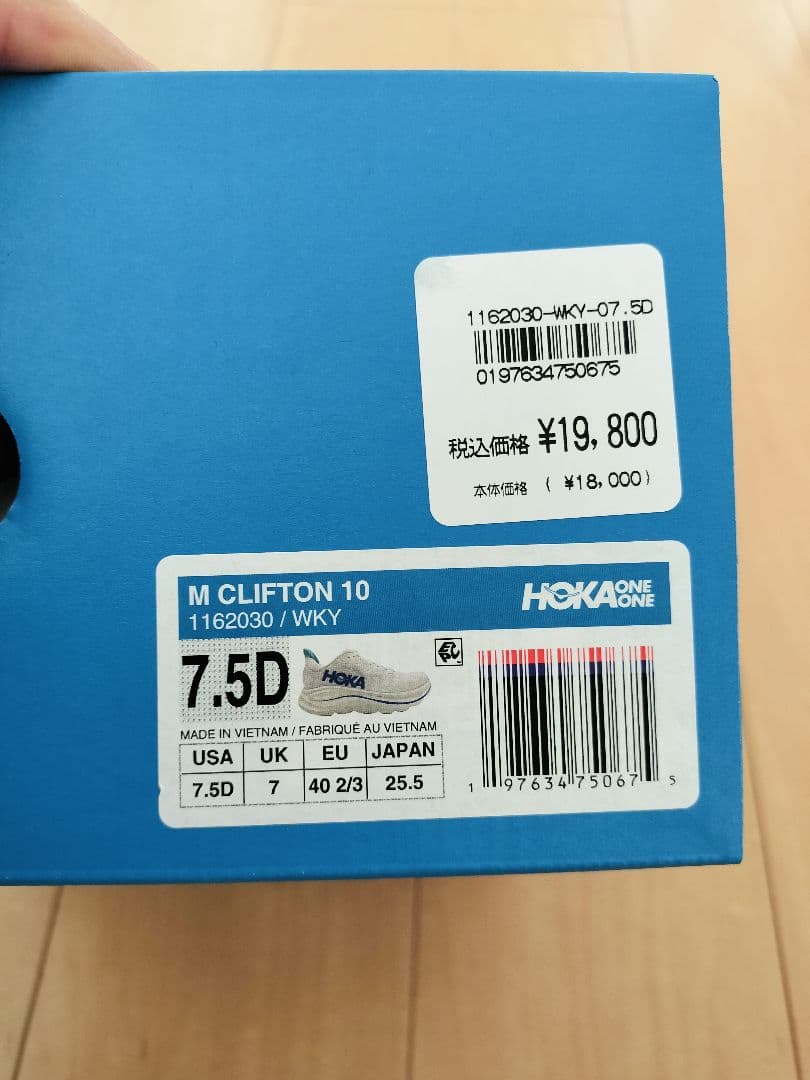 1162030-WKY-07.5D
0197634750675
税込価格 ¥19,800
本体価格 ( ¥18,000)
M CLIFTON 10
1162030 / WKY
HOKA ONE ONE
7.5D
HOKA
MADE IN VIETNAM / FABRIQUÉ AU VIETNAM
USA UK EU JAPAN
7.5D 7 40 2/3 25.5
1 97634 75067 5